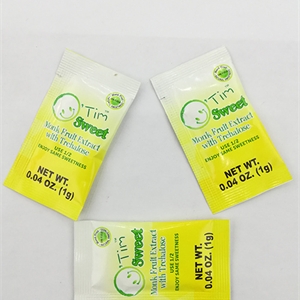 O'Tim
Sweet
Monk Fruit Extract
with Trehalose
USE 1/2
ENJOY SAME SWEETNESS
NET WT.
0.04 OZ. (1g)
O'Tim
Sweet
Monk Fruit Extract
with Trehalose
USE 1/2
ENJOY SAME SWEETNESS
NET WT.
0.04 OZ. (1g)
O'Tim
Sweet
Monk Fruit Extract
with Trehalose
USE 1/2
ENJOY SAME SWEETNESS
NET WT.
0.04 OZ. (1g)